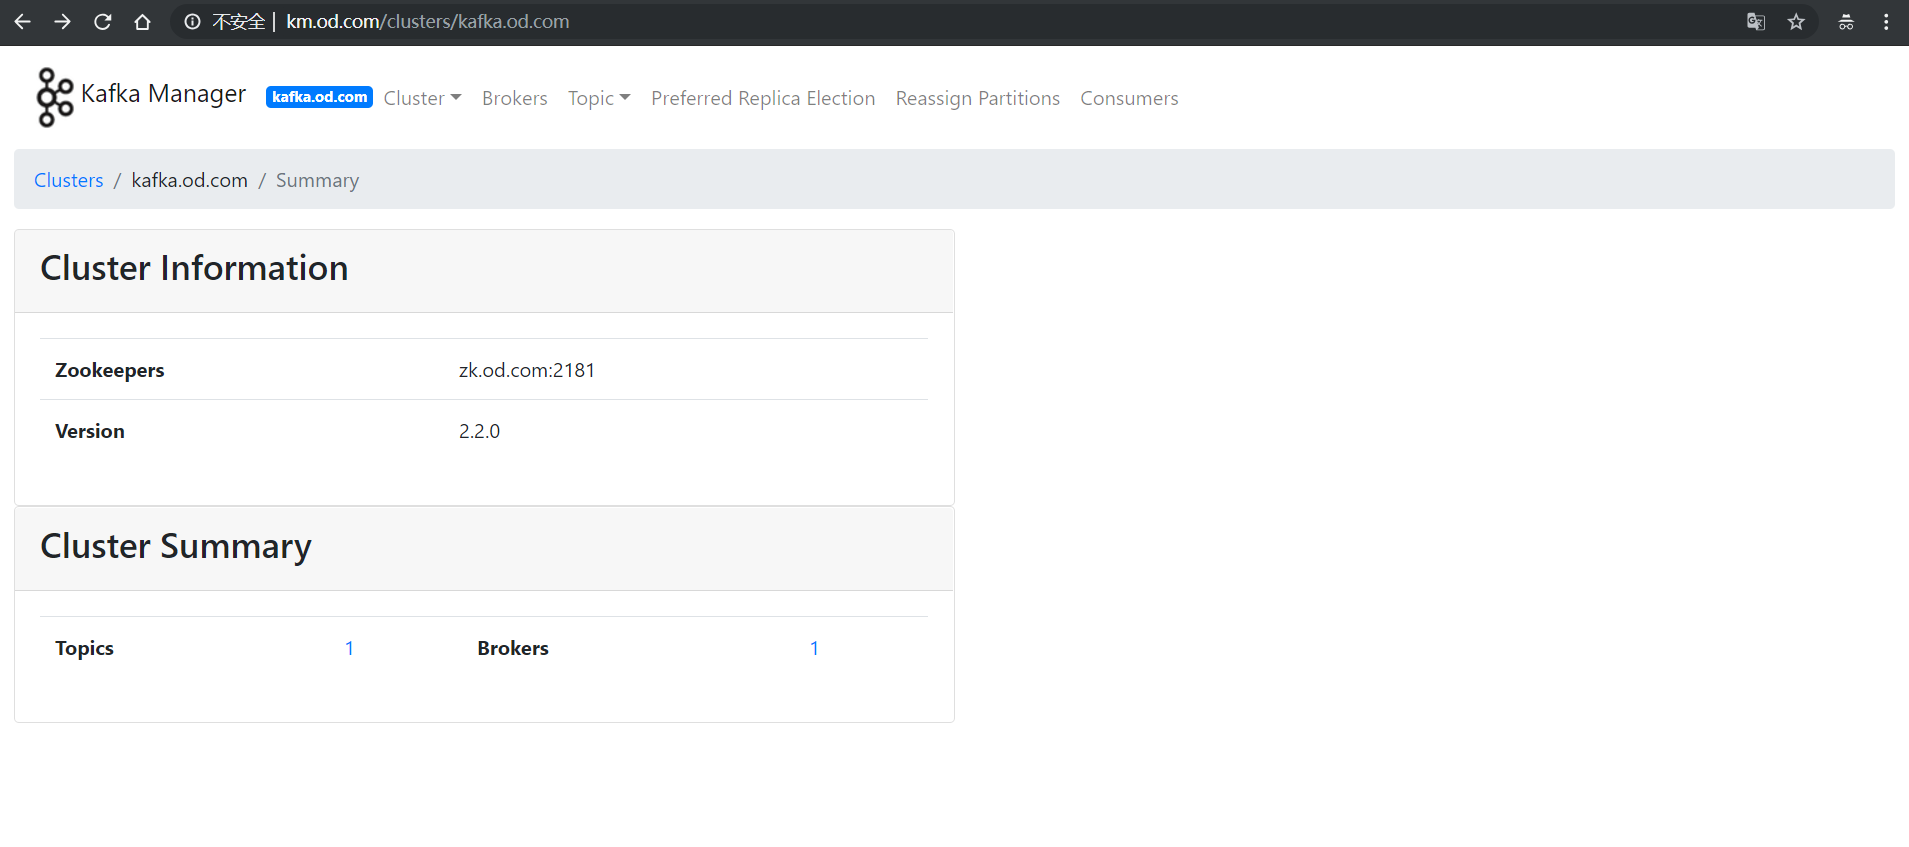 不安全 | km.od.com/clusters/kafka.od.com
Kafka Manager kafka.od.com Cluster Brokers Topic Preferred Replica Election Reassign Partitions Consumers
Clusters / kafka.od.com / Summary
Cluster Information
Zookeepers zk.od.com:2181
Version 2.2.0
Cluster Summary
Topics 1 Brokers 1